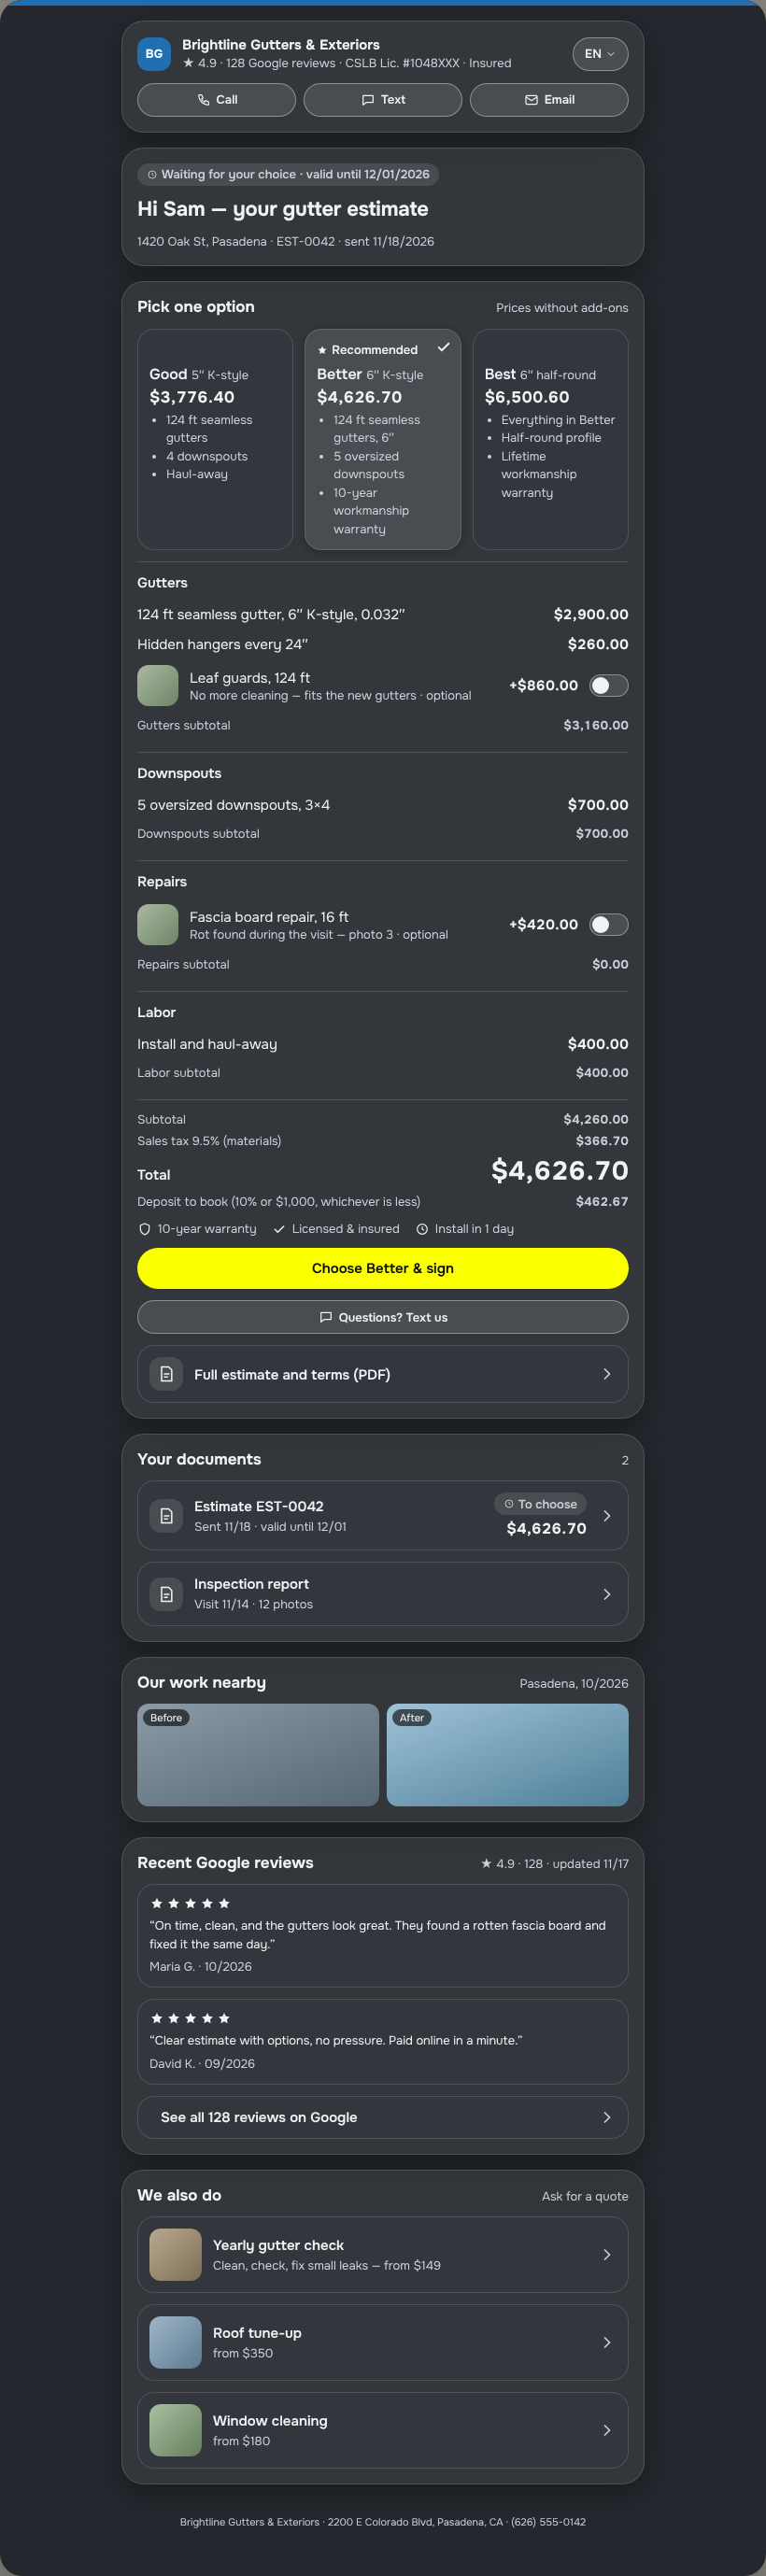 BG
Brightline Gutters & Exteriors
★ 4.9 · 128 Google reviews · CSLB Lic. #1048XXX · Insured
EN
Call
Text
Email
Waiting for your choice · valid until 12/01/2026
Hi Sam — your gutter estimate
1420 Oak St, Pasadena · EST-0042 · sent 11/18/2026
Pick one option
Prices without add-ons
Good 5″ K-style
$3,776.40
• 124 ft seamless
gutters
• 4 downspouts
• Haul-away
★ Recommended
Better 6″ K-style
$4,626.70
• 124 ft seamless
gutters, 6″
• 5 oversized
downspouts
• 10-year
workmanship
warranty
Best 6″ half-round
$6,500.60
• Everything in Better
• Half-round profile
• Lifetime
workmanship
warranty
Gutters
124 ft seamless gutter, 6″ K-style, 0.032″ $2,900.00
Hidden hangers every 24″ $260.00
Leaf guards, 124 ft
No more cleaning — fits the new gutters · optional
+$860.00
Gutters subtotal $3,160.00
Downspouts
5 oversized downspouts, 3×4 $700.00
Downspouts subtotal $700.00
Repairs
Fascia board repair, 16 ft
Rot found during the visit — photo 3 · optional
+$420.00
Repairs subtotal $0.00
Labor
Install and haul-away $400.00
Labor subtotal $400.00
Subtotal $4,260.00
Sales tax 9.5% (materials) $366.70
Total $4,626.70
Deposit to book (10% or $1,000, whichever is less) $462.67
10-year warranty
Licensed & insured
Install in 1 day
Choose Better & sign
Questions? Text us
Full estimate and terms (PDF)
Your documents
2
Estimate EST-0042
Sent 11/18 · valid until 12/01
To choose
$4,626.70
Inspection report
Visit 11/14 · 12 photos
Our work nearby
Pasadena, 10/2026
Before
After
Recent Google reviews
★ 4.9 · 128 · updated 11/17
★ ★ ★ ★ ★
“On time, clean, and the gutters look great. They found a rotten fascia board and
fixed it the same day.”
Maria G. · 10/2026
★ ★ ★ ★ ★
“Clear estimate with options, no pressure. Paid online in a minute.”
David K. · 09/2026
See all 128 reviews on Google
We also do
Ask for a quote
Yearly gutter check
Clean, check, fix small leaks — from $149
Roof tune-up
from $350
Window cleaning
from $180
Brightline Gutters & Exteriors · 2200 E Colorado Blvd, Pasadena, CA · (626) 555-0142